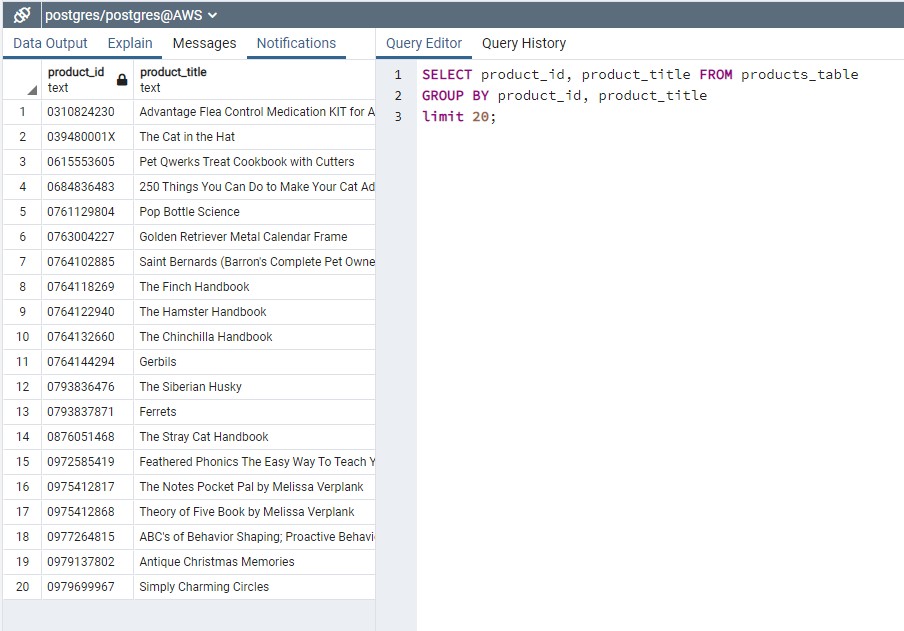 postgres/postgres@AWS
Data Output Explain Messages Notifications
product_id product_title
text text
1 0310824230 Advantage Flea Control Medication KIT for A
2 039480001X The Cat in the Hat
3 0615553605 Pet Qwerks Treat Cookbook with Cutters
4 0684836483 250 Things You Can Do to Make Your Cat Ad
5 0761129804 Pop Bottle Science
6 0763004227 Golden Retriever Metal Calendar Frame
7 0764102885 Saint Bernards (Barron's Complete Pet Owne
8 0764118269 The Finch Handbook
9 0764122940 The Hamster Handbook
10 0764132660 The Chinchilla Handbook
11 0764144294 Gerbils
12 0793836476 The Siberian Husky
13 0793837871 Ferrets
14 0876051468 The Stray Cat Handbook
15 0972585419 Feathered Phonics The Easy Way To Teach Y
16 0975412817 The Notes Pocket Pal by Melissa Verplank
17 0975412868 Theory of Five Book by Melissa Verplank
18 0977264815 ABC's of Behavior Shaping; Proactive Behavi
19 0979137802 Antique Christmas Memories
20 0979699967 Simply Charming Circles
Query Editor Query History
1 SELECT product_id, product_title FROM products_table
2 GROUP BY product_id, product_title
3 limit 20;